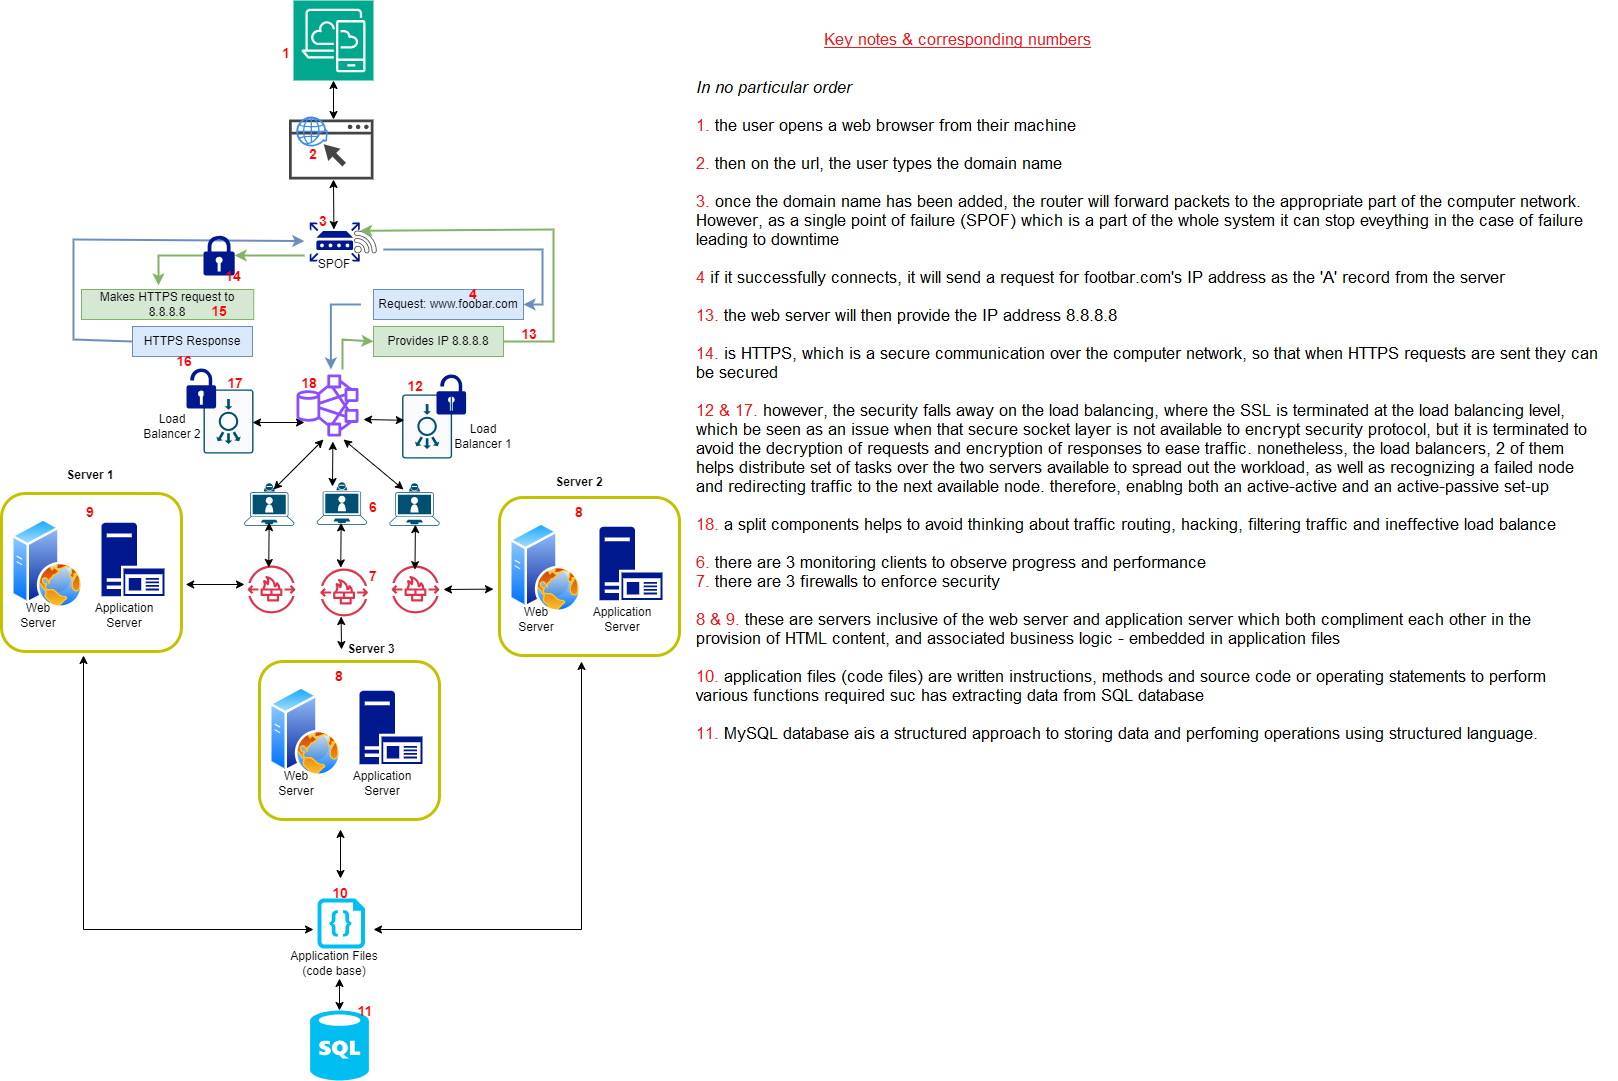 Key notes & corresponding numbers
In no particular order
1. the user opens a web browser from their machine
2. then on the url, the user types the domain name
3. once the domain name has been added, the router will forward packets to the appropriate part of the computer network.
However, as a single point of failure (SPOF) which is a part of the whole system it can stop eveything in the case of failure
leading to downtime
4 if it successfully connects, it will send a request for footbar.com's IP address as the 'A' record from the server
13. the web server will then provide the IP address 8.8.8.8
14. is HTTPS, which is a secure communication over the computer network, so that when HTTPS requests are sent they can
be secured
12 & 17. however, the security falls away on the load balancing, where the SSL is terminated at the load balancing level,
which be seen as an issue when that secure socket layer is not available to encrypt security protocol, but it is terminated to
avoid the decryption of requests and encryption of responses to ease traffic. nonetheless, the load balancers, 2 of them
helps distribute set of tasks over the two servers available to spread out the workload, as well as recognizing a failed node
and redirecting traffic to the next available node. therefore, enablng both an active-active and an active-passive set-up
18. a split components helps to avoid thinking about traffic routing, hacking, filtering traffic and ineffective load balance
6. there are 3 monitoring clients to observe progress and performance
7. there are 3 firewalls to enforce security
8 & 9. these are servers inclusive of the web server and application server which both compliment each other in the
provision of HTML content, and associated business logic - embedded in application files
10. application files (code files) are written instructions, methods and source code or operating statements to perform
various functions required suc has extracting data from SQL database
11. MySQL database ais a structured approach to storing data and perfoming operations using structured language.
1
2
3
SPOF
14
Makes HTTPS request to
8.8.8.8
15
4
Request: www.foobar.com
HTTPS Response
16
Provides IP 8.8.8.8
13
17
18
12
Load
Balancer 2
Load
Balancer 1
Server 1
Server 2
9
6
8
7
Web
Server
Application
Server
Web
Server
Application
Server
Server 3
8
Web
Server
Application
Server
10
{}
Application Files
(code base)
11
SQL